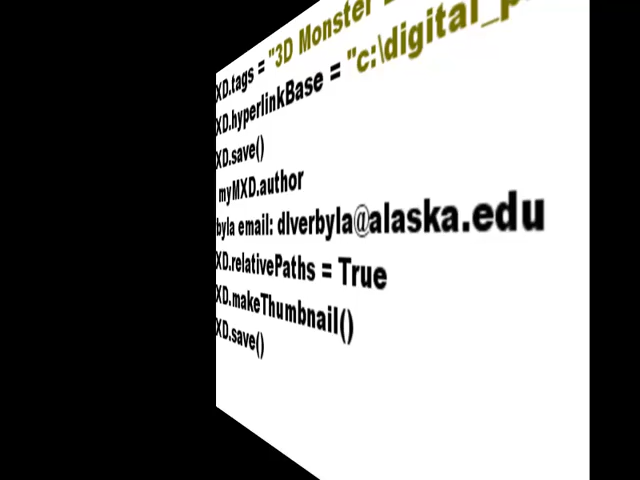 XD.tags = "3D Monster
XD.hyperlinkBase = "c:\digital_p
XD.save()
myMXD.author
byla email: dlverbyla@alaska.edu
XD.relativePaths = True
XD.makeThumbnail()
XD.save()